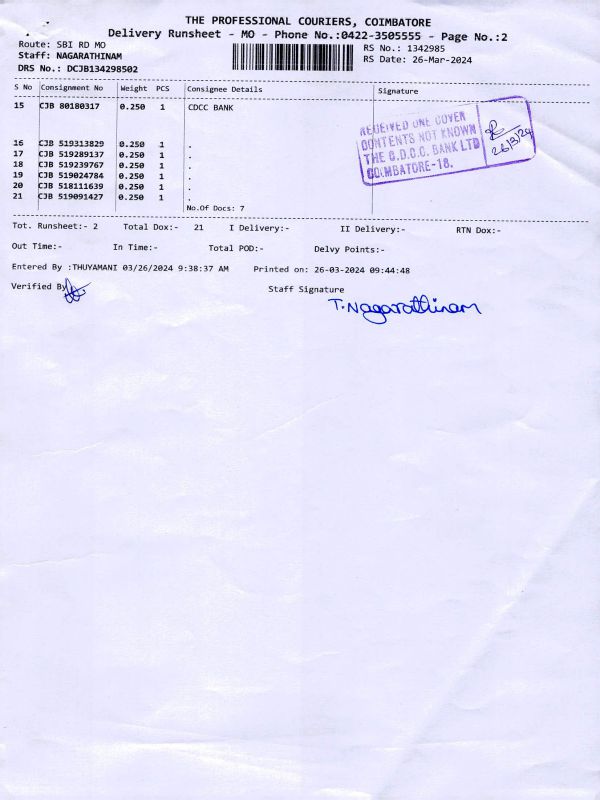 THE PROFESSIONAL COURIERS, COIMBATORE
Delivery Runsheet - MO - Phone No.:0422-3505555 - Page No.:2
Route: SBI RD MO
RS No.: 1342985
Staff: NAGARATHINAM
RS Date: 26-Mar-2024
DRS No.: DCJB134298502
S No Consignment No Weight PCS Consignee Details Signature
15 CJB 80180317 0.250 1 CDCC BANK
RECEIVED ONE COVER
CONTENTS NOT KNOWN
THE C.D.C.C. BANK LTD
COIMBATORE-18.
26/3/24
16 CJB 519313829 0.250 1 .
17 CJB 519289137 0.250 1 .
18 CJB 519239767 0.250 1 .
19 CJB 519024784 0.250 1 .
20 CJB 518111639 0.250 1 .
21 CJB 519091427 0.250 1 .
No.Of Docs: 7
Tot. Runsheet:- 2 Total Dox:- 21 I Delivery:- II Delivery:- RTN Dox:-
Out Time:- In Time:- Total POD:- Delvy Points:-
Entered By :THUYAMANI 03/26/2024 9:38:37 AM Printed on: 26-03-2024 09:44:48
Verified By
Staff Signature
T.Nagarathinam